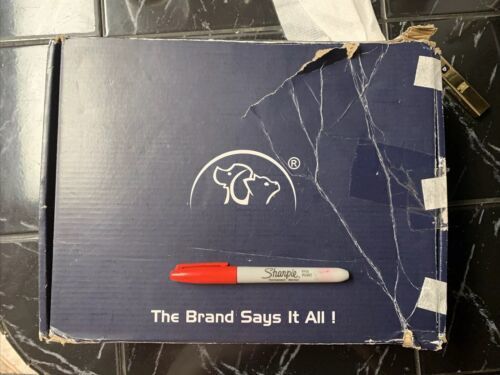 ®
Sharpie
The Brand Says It All !